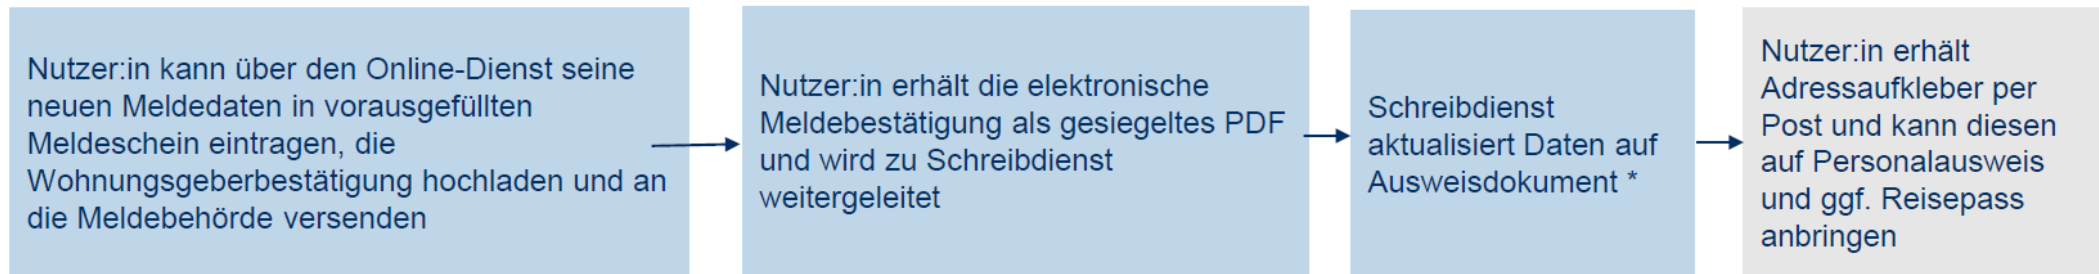 Nutzer:in kann über den Online-Dienst seine
neuen Meldedaten in vorausgefüllten
Meldeschein eintragen, die
Wohnungsgeberbestätigung hochladen und an
die Meldebehörde versenden
Nutzer:in erhält die elektronische
Meldebestätigung als gesiegeltes PDF
und wird zu Schreibdienst
weitergeleitet
Schreibdienst
aktualisiert Daten auf
Ausweisdokument *
Nutzer:in erhält
Adressaufkleber per
Post und kann diesen
auf Personalausweis
und ggf. Reisepass
anbringen